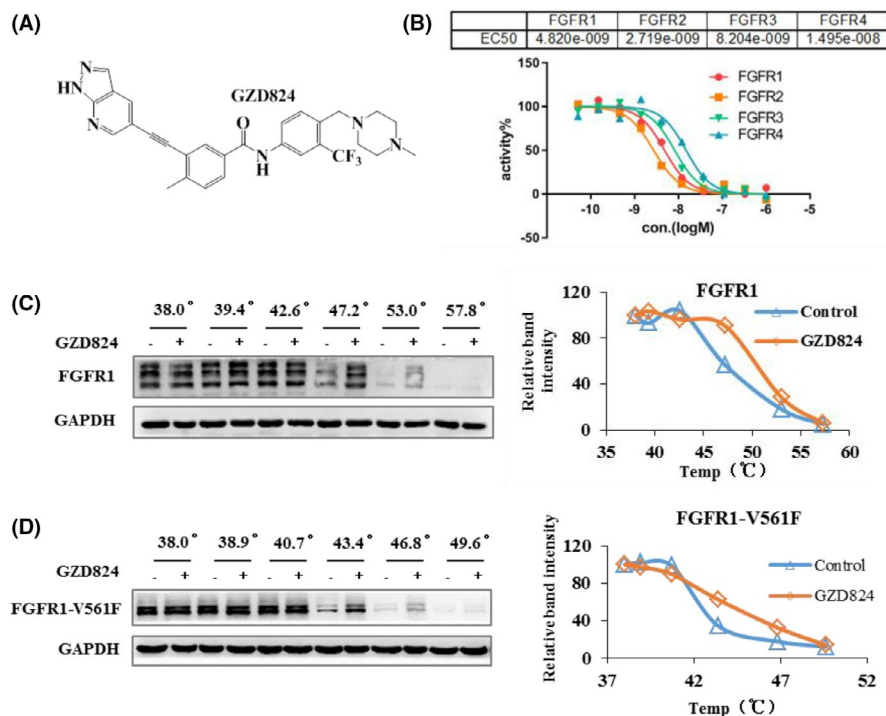 (A)
N
HN
N
GZD824
O
N
H
CF3
N
N
(B)
FGFR1 FGFR2 FGFR3 FGFR4
EC50 4.820e-009 2.719e-009 8.204e-009 1.495e-008
activity%
150
100
50
0
-50
-10 -9 -8 -7 -6 -5
con.(logM)
FGFR1
FGFR2
FGFR3
FGFR4
(C)
38.0° 39.4° 42.6° 47.2° 53.0° 57.8°
GZD824 - + - + - + - + - + - +
FGFR1
GAPDH
FGFR1
Relative band intensity
120
80
40
0
35 40 45 50 55 60
Temp (℃)
Control
GZD824
(D)
38.0° 38.9° 40.7° 43.4° 46.8° 49.6°
GZD824 - + - + - + - + - + - +
FGFR1-V561F
GAPDH
FGFR1-V561F
Relative band intensity
120
80
40
0
37 42 47 52
Temp (℃)
Control
GZD824